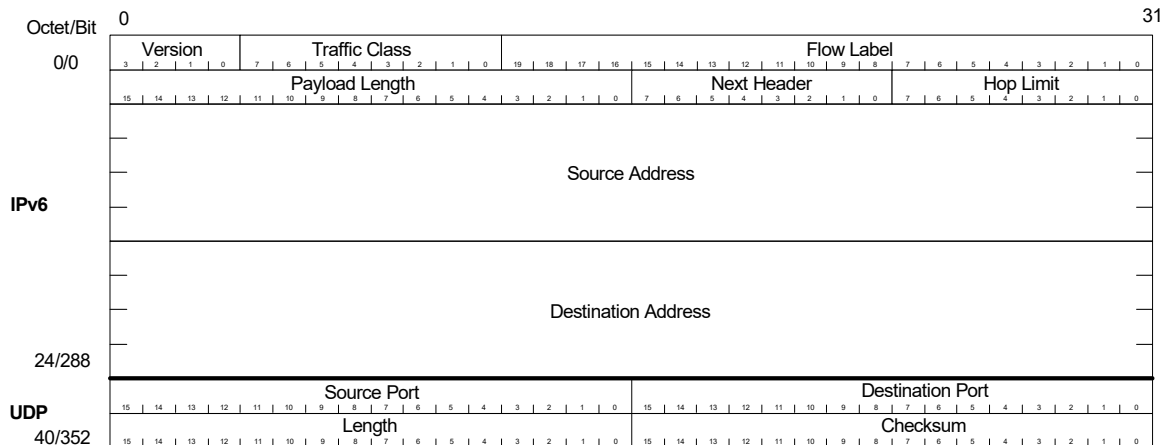 Octet/Bit 0 31
Version Traffic Class Flow Label
0/0 3 2 1 0 7 6 5 4 3 2 1 0 19 18 17 16 15 14 13 12 11 10 9 8 7 6 5 4 3 2 1 0
Payload Length Next Header Hop Limit
15 14 13 12 11 10 9 8 7 6 5 4 3 2 1 0 7 6 5 4 3 2 1 0 7 6 5 4 3 2 1 0
Source Address
IPv6
Destination Address
24/288
Source Port Destination Port
UDP 15 14 13 12 11 10 9 8 7 6 5 4 3 2 1 0 15 14 13 12 11 10 9 8 7 6 5 4 3 2 1 0
Length Checksum
40/352 15 14 13 12 11 10 9 8 7 6 5 4 3 2 1 0 15 14 13 12 11 10 9 8 7 6 5 4 3 2 1 0